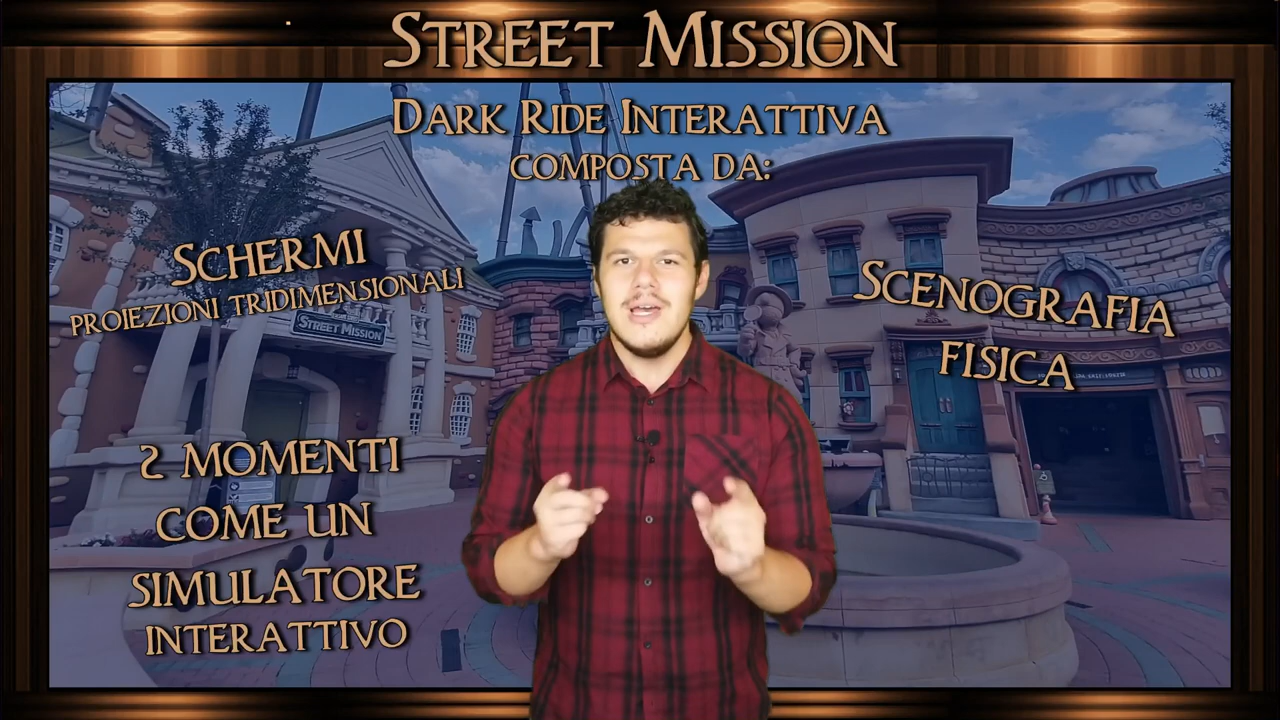 Street Mission
Dark Ride Interattiva
composta da:
Schermi
proiezioni tridimensionali
Street Mission
Scenografia
fisica
2 momenti
come un
simulatore
interattivo